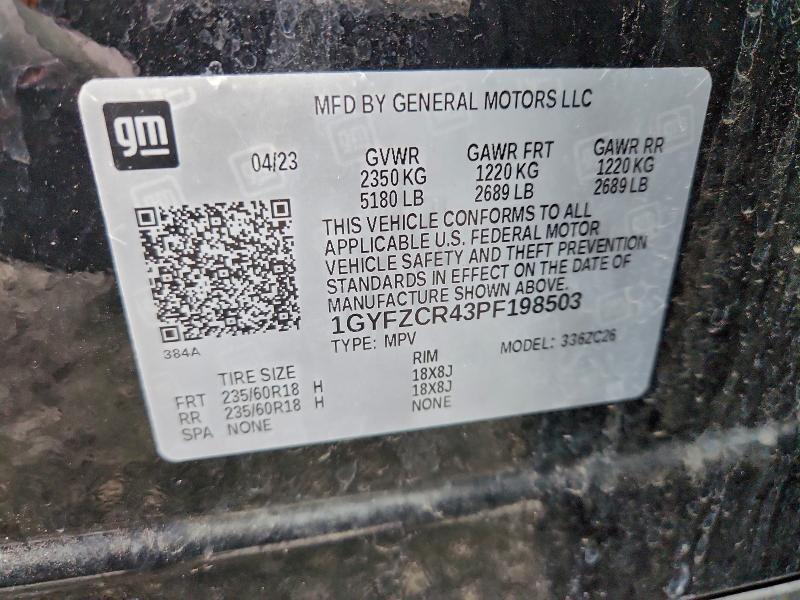 gm
MFD BY GENERAL MOTORS LLC
04/23 GVWR GAWR FRT GAWR RR
2350 KG 1220 KG 1220 KG
5180 LB 2689 LB 2689 LB
THIS VEHICLE CONFORMS TO ALL
APPLICABLE U.S. FEDERAL MOTOR
VEHICLE SAFETY AND THEFT PREVENTION
STANDARDS IN EFFECT ON THE DATE OF
MANUFACTURE SHOWN ABOVE.
1GYFZCR43PF198503
384A
TYPE: MPV MODEL: 336ZC26
TIRE SIZE RIM
FRT 235/60R18 H 18X8J
RR 235/60R18 H 18X8J
SPA NONE NONE